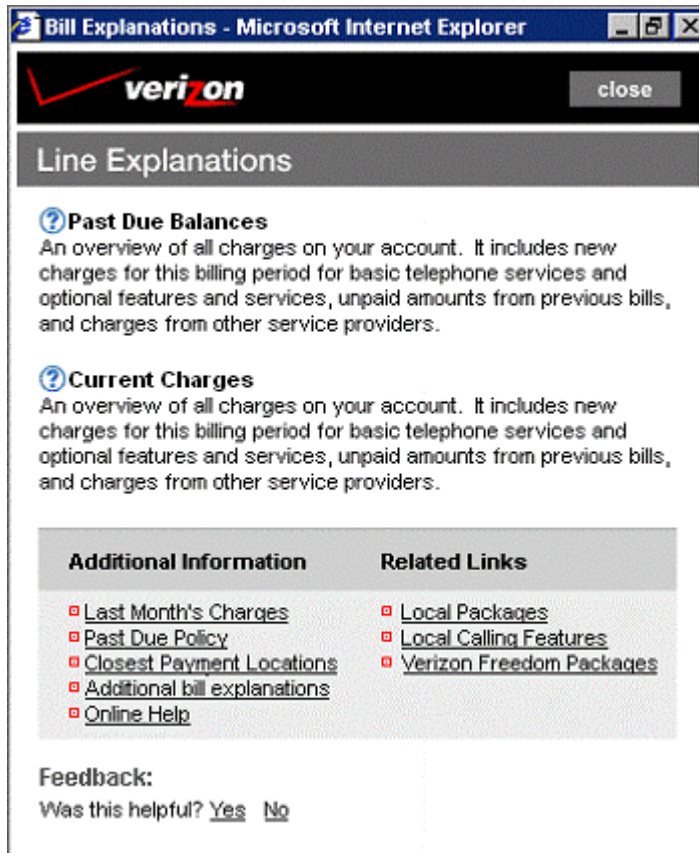 Bill Explanations - Microsoft Internet Explorer
verizon
close
Line Explanations
Past Due Balances
An overview of all charges on your account. It includes new
charges for this billing period for basic telephone services and
optional features and services, unpaid amounts from previous bills,
and charges from other service providers.
Current Charges
An overview of all charges on your account. It includes new
charges for this billing period for basic telephone services and
optional features and services, unpaid amounts from previous bills,
and charges from other service providers.
Additional Information
Last Month's Charges
Past Due Policy
Closest Payment Locations
Additional bill explanations
Online Help
Related Links
Local Packages
Local Calling Features
Verizon Freedom Packages
Feedback:
Was this helpful? Yes No